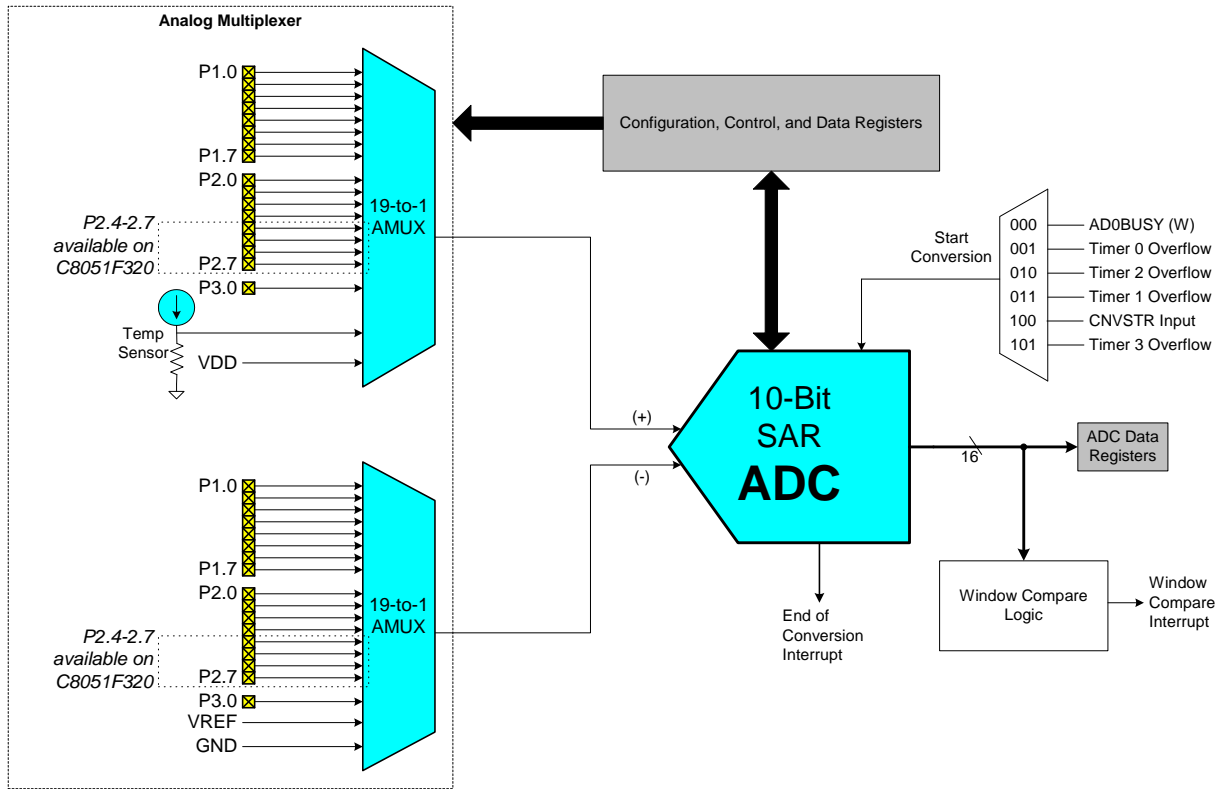 Analog Multiplexer
P1.0
P1.7
P2.0
P2.4-2.7
available on
C8051F320
P2.7
P3.0
Temp
Sensor
VDD
19-to-1
AMUX
Configuration, Control, and Data Registers
Start
Conversion
000
AD0BUSY (W)
001
Timer 0 Overflow
010
Timer 2 Overflow
011
Timer 1 Overflow
100
CNVSTR Input
101
Timer 3 Overflow
(+)
(-)
10-Bit
SAR
ADC
16
ADC Data
Registers
End of
Conversion
Interrupt
Window Compare
Logic
Window
Compare
Interrupt
P1.0
P1.7
P2.0
P2.4-2.7
available on
C8051F320
P2.7
P3.0
VREF
GND
19-to-1
AMUX